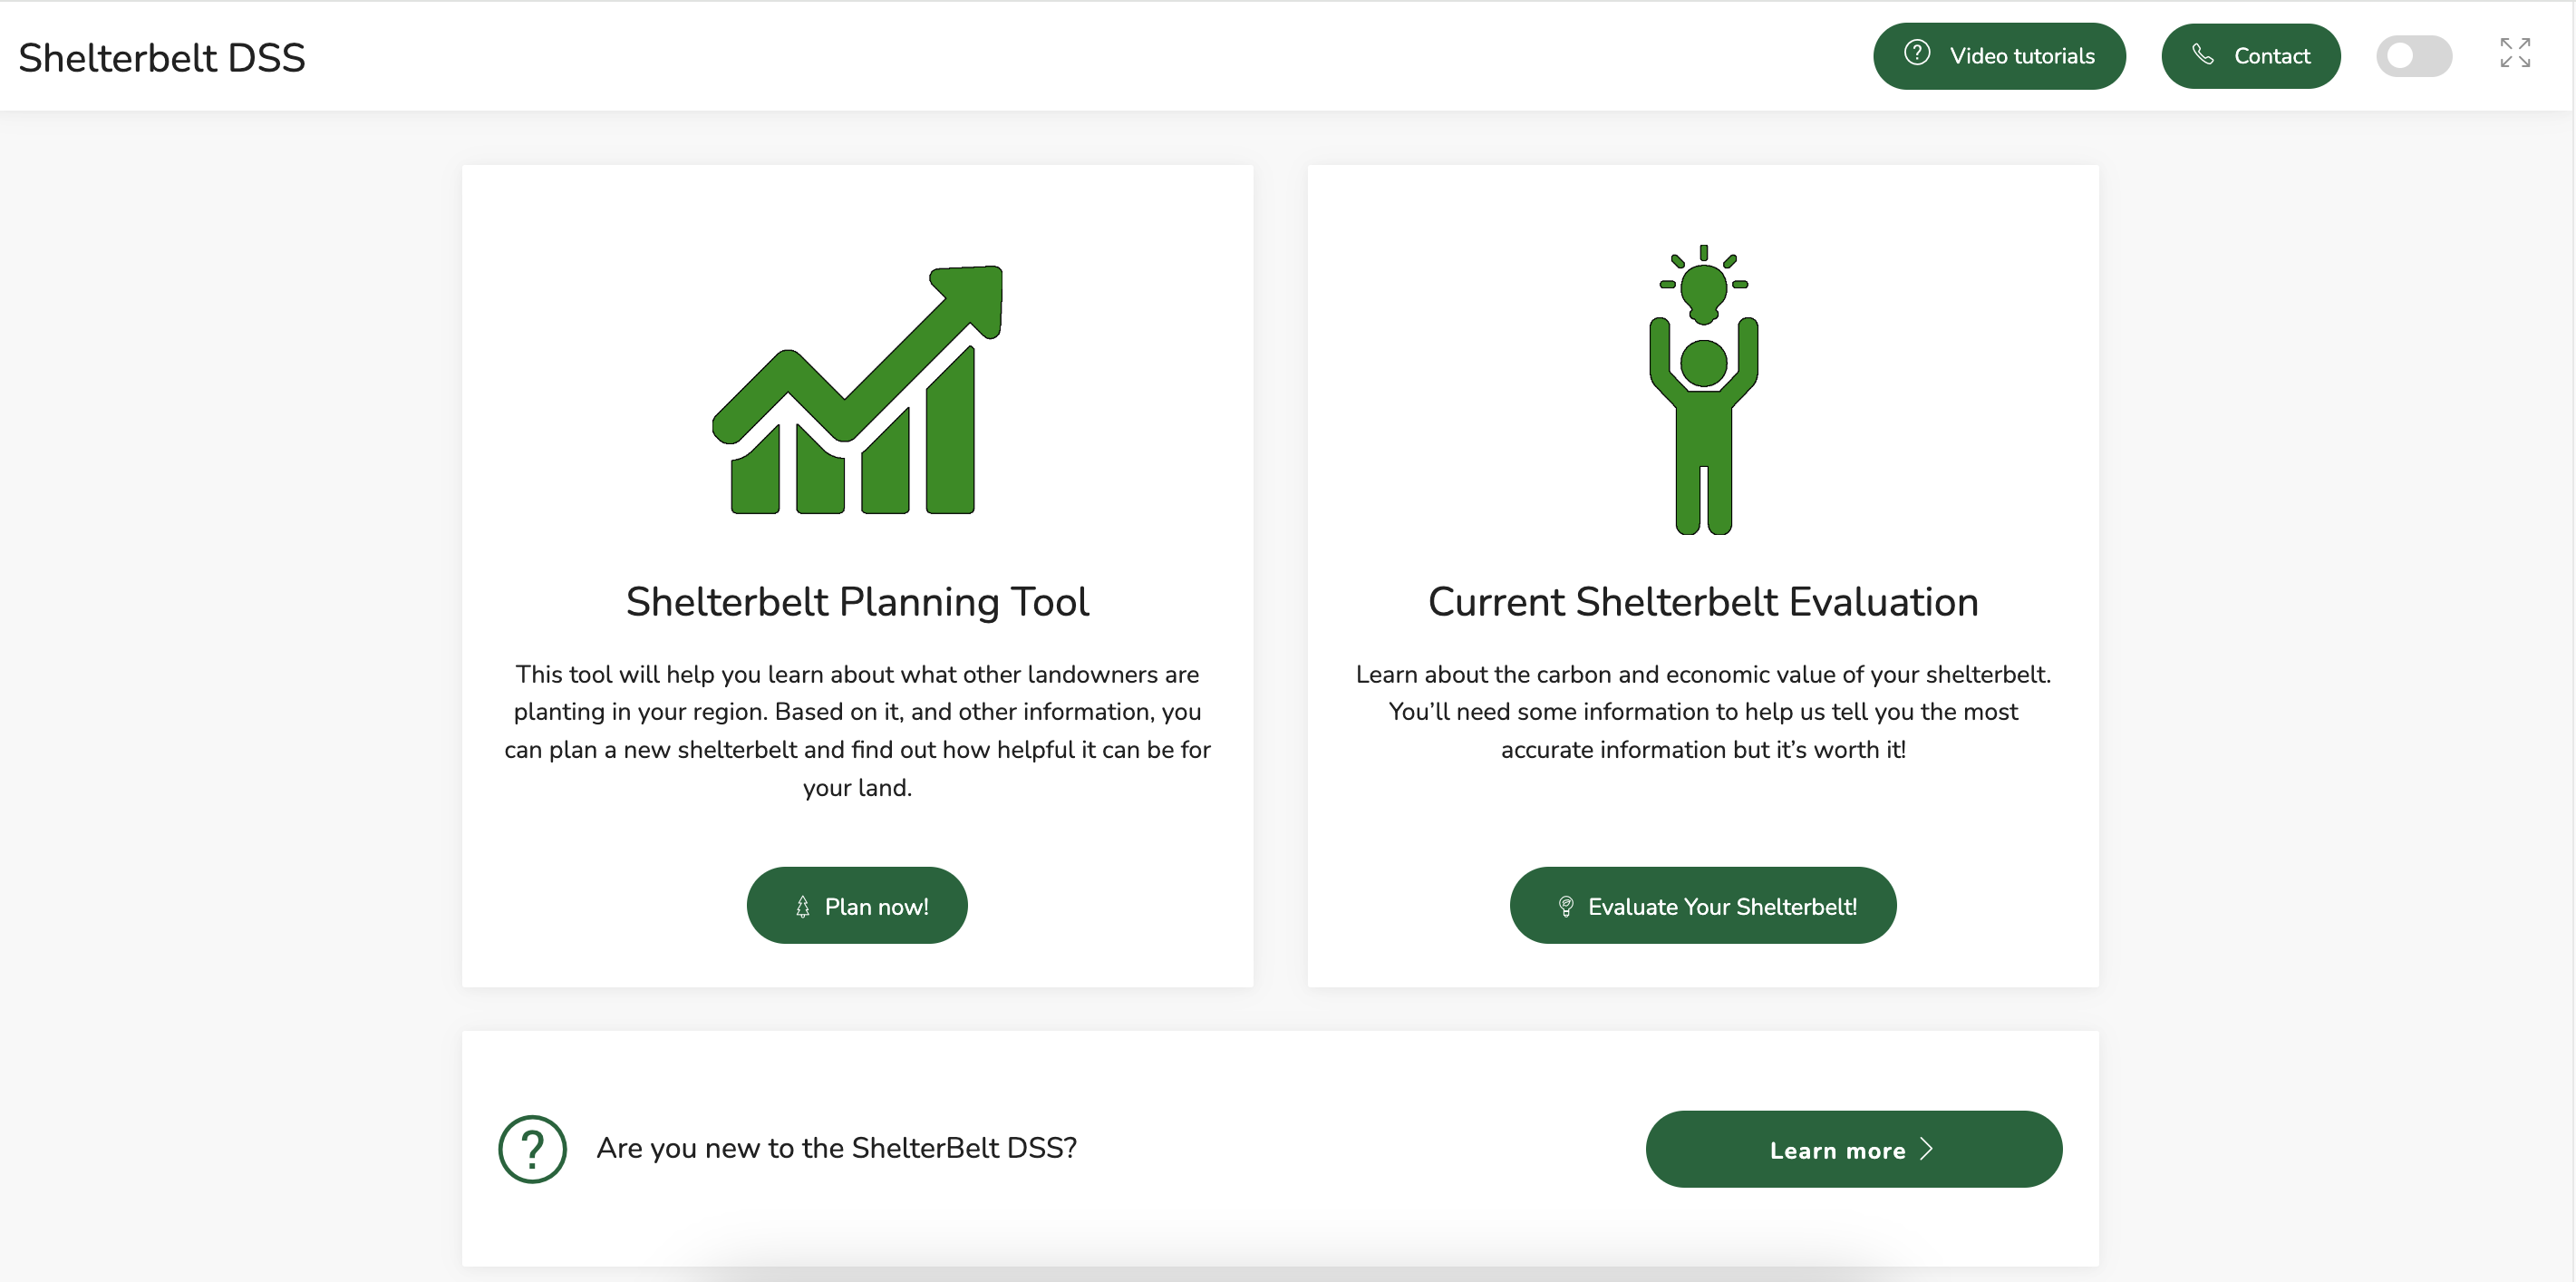 Shelterbelt DSS
Video tutorials
Contact
Shelterbelt Planning Tool
This tool will help you learn about what other landowners are
planting in your region. Based on it, and other information, you
can plan a new shelterbelt and find out how helpful it can be for
your land.
Plan now!
Current Shelterbelt Evaluation
Learn about the carbon and economic value of your shelterbelt.
You’ll need some information to help us tell you the most
accurate information but it’s worth it!
Evaluate Your Shelterbelt!
Are you new to the ShelterBelt DSS?
Learn more